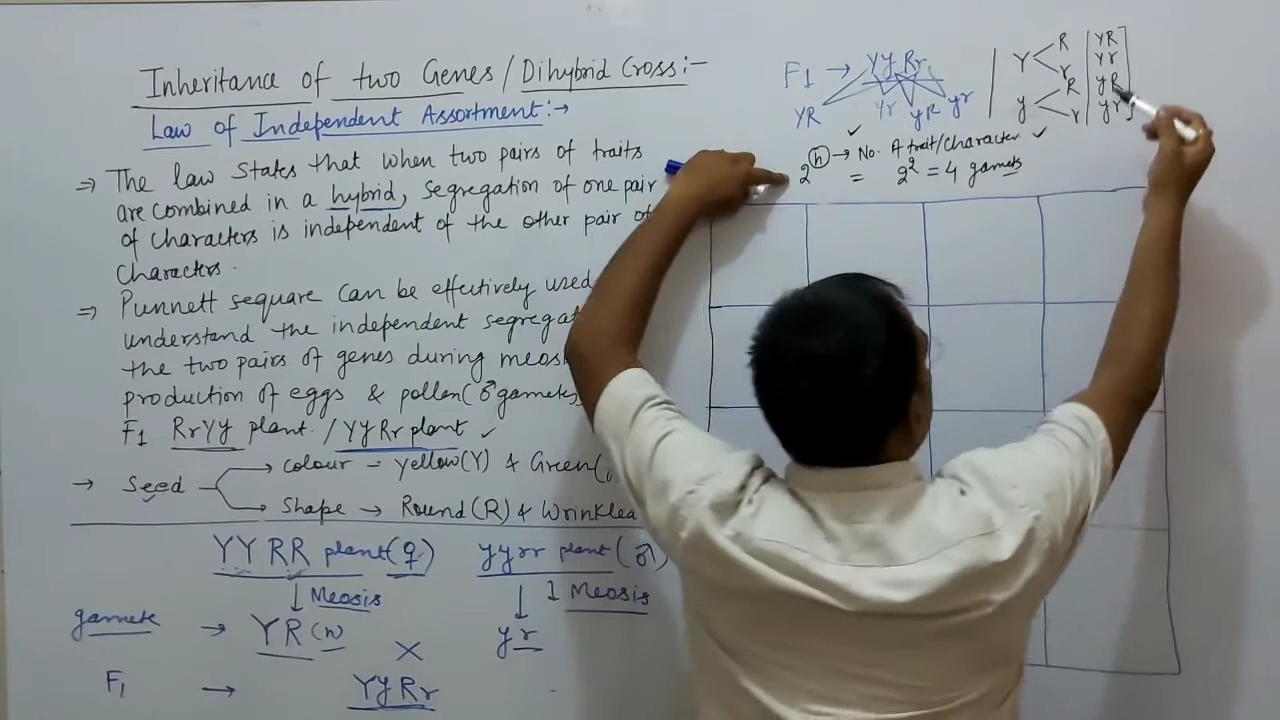 Inheritance of two Genes / Dihybrid Cross:-
Law of Independent Assortment:→
⇒ The law states that when two pairs of traits
are combined in a hybrid, segregation of one pair
of characters is independent of the other pair of
characters.
⇒ Punnett sequare can be effectively used
understand the independent segregat
the two pairs of genes during meos
production of eggs & pollen (♂ gametes)
F1 RrYy plant. / YyRr plant ✓
→ Seed → Colour - Yellow(Y) & Green(
→ Shape → Round(R) & Wrinkled
YYRR plant(♀) yyrr plant (♂)
↓ Meosis ↓ Meosis
gamete → YR (n) × yr
F1 → YyRr
F1 → YyRr
YR Yr yR yr
2ⁿ → No. of trait/character ✓
= 2² = 4 gamets
Y < R YR
r Yr
y < R yR
r yr